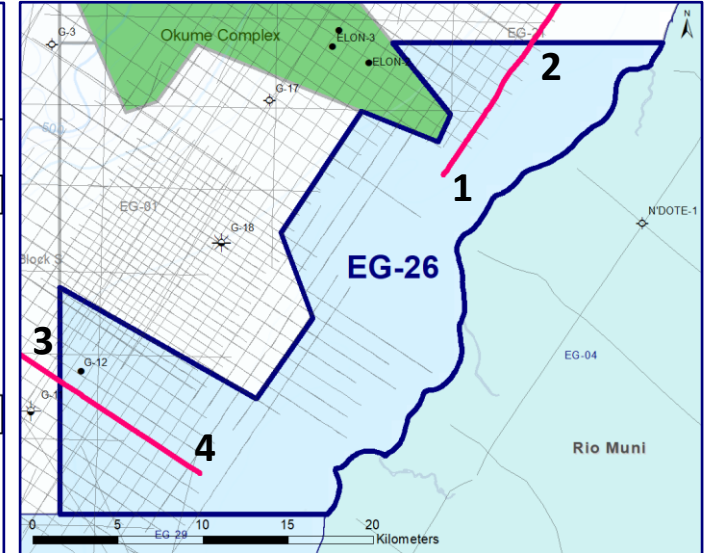 G-3
Okume Complex
ELON-3
EG-21
N
2
G-17
1
EG-01
N'DOTE-1
G-18
Block S
EG-26
3
G-12
EG-04
G-1
4
Rio Muni
0 5 10 15 20 Kilometers
EG-29